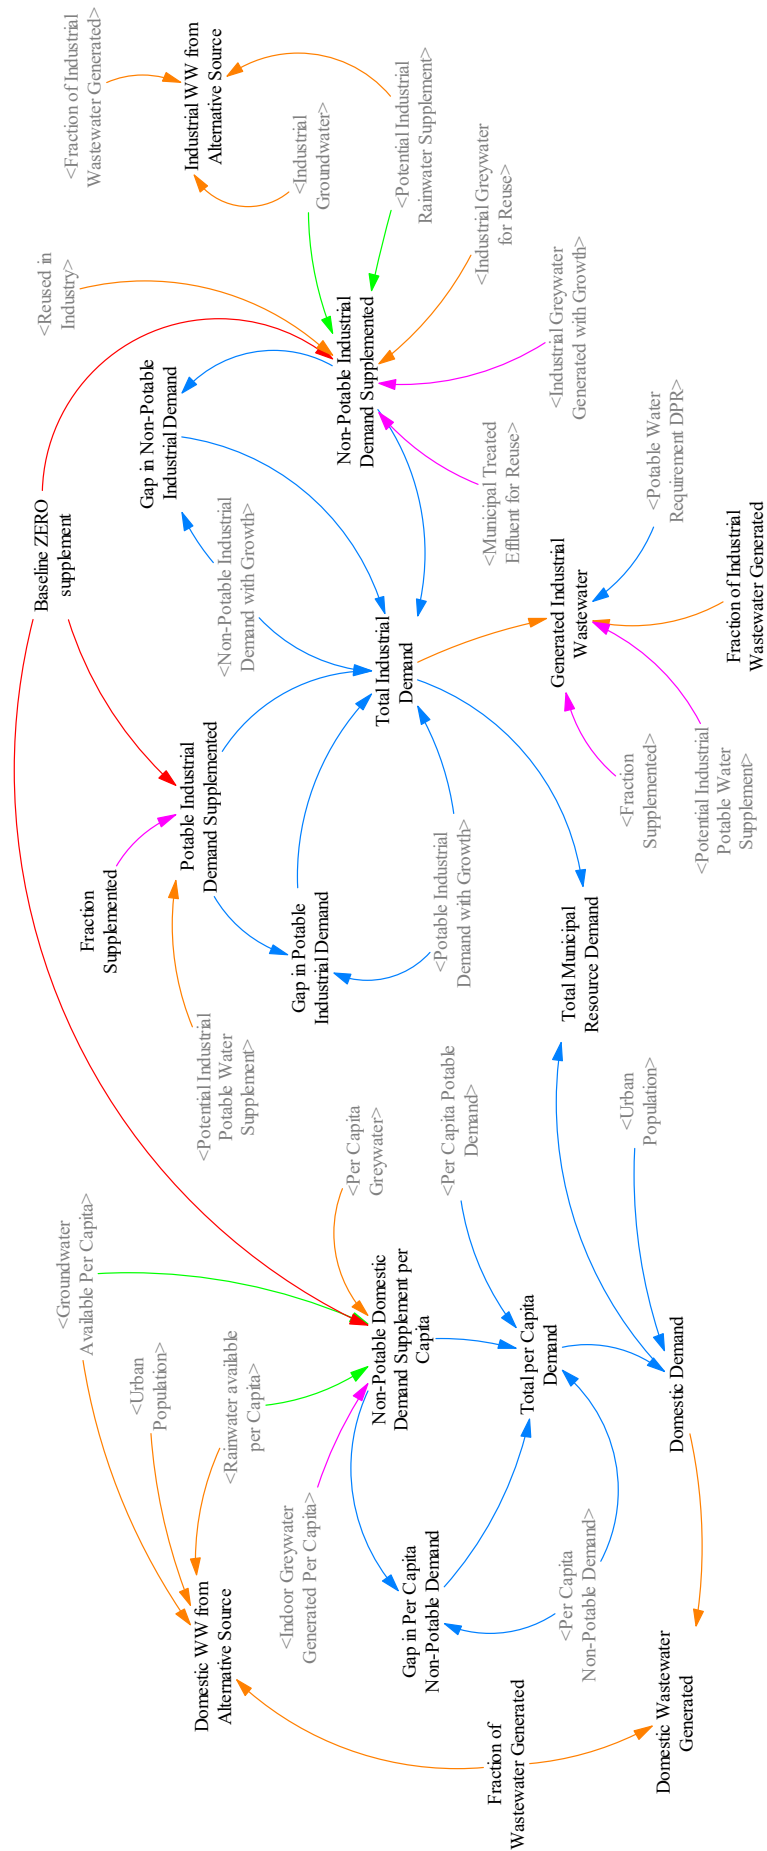 Baseline ZERO
supplement
<Reused in
Industry>
<Fraction of Industrial
Wastewater Generated>
<Groundwater
Available Per Capita>
Fraction
Supplemented
<Urban
Population>
Gap in Non-Potable
Industrial Demand
Domestic WW from
Alternative Source
<Rainwater available
per Capita>
<Potential Industrial
Potable Water
Supplement>
Potable Industrial
Demand Supplemented
Industrial WW from
Alternative Source
<Non-Potable Industrial
Demand with Growth>
<Indoor Greywater
Generated Per Capita>
Gap in Potable
Industrial Demand
<Industrial
Groundwater>
<Per Capita
Greywater>
Non-Potable Industrial
Demand Supplemented
Non-Potable Domestic
Demand Supplement per
Capita
Total Industrial
Demand
<Potential Industrial
Rainwater Supplement>
Gap in Per Capita
Non-Potable Demand
<Per Capita Potable
Demand>
<Potable Industrial
Demand with Growth>
<Industrial Greywater
for Reuse>
Fraction of
Wastewater Generated
<Municipal Treated
Effluent for Reuse>
Total per Capita
Demand
<Industrial Greywater
Generated with Growth>
<Per Capita
Non-Potable Demand>
Total Municipal
Resource Demand
Generated Industrial
Wastewater
<Urban
Population>
<Fraction
Supplemented>
<Potable Water
Requirement DPR>
Domestic Wastewater
Generated
Domestic Demand
<Potential Industrial
Potable Water
Supplement>
Fraction of Industrial
Wastewater Generated